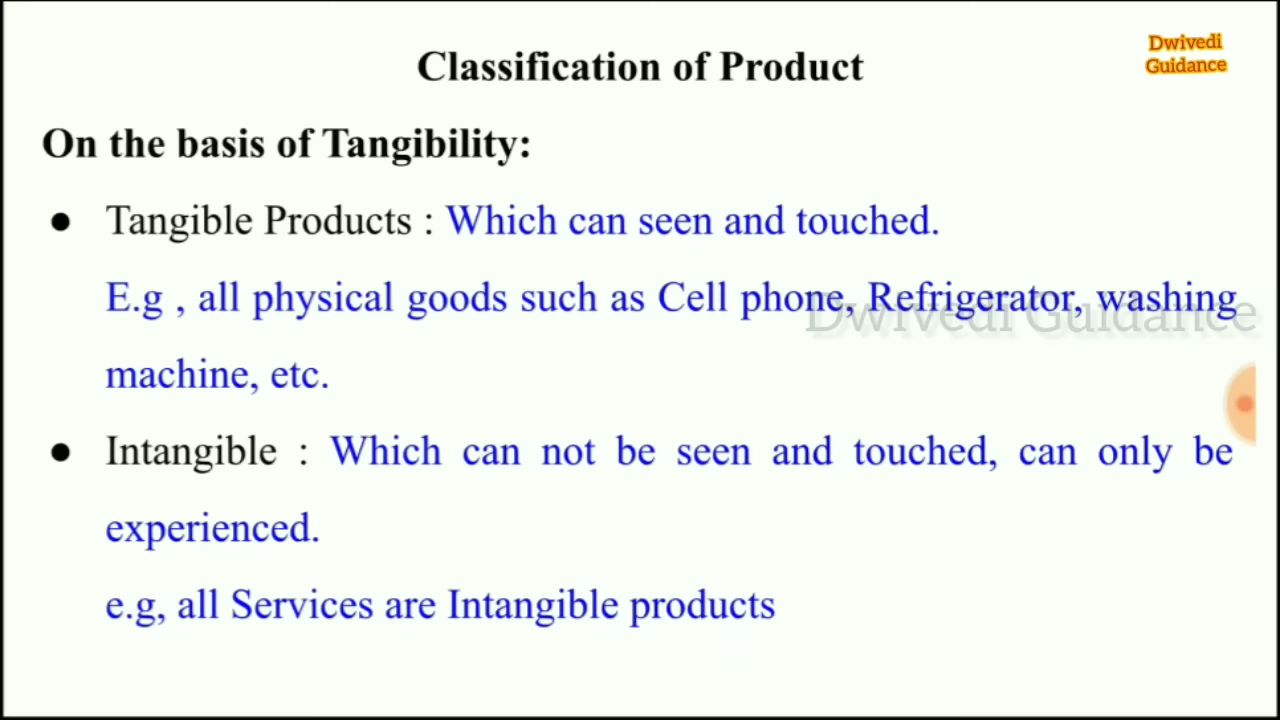 Dwivedi
Guidance
Classification of Product
On the basis of Tangibility:
● Tangible Products : Which can seen and touched.
E.g , all physical goods such as Cell phone, Refrigerator, washing
Dwivedi Guidance
machine, etc.
● Intangible : Which can not be seen and touched, can only be
experienced.
e.g, all Services are Intangible products